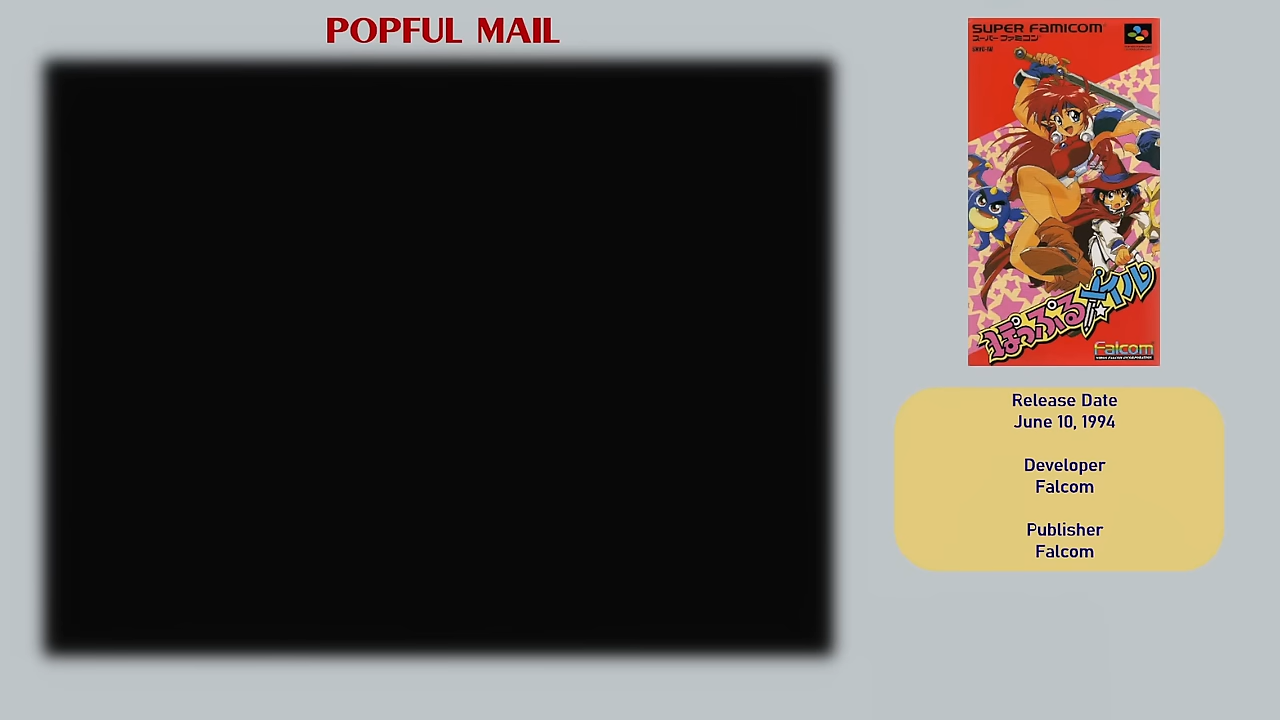 POPFUL MAIL
SUPER FAMICOM
スーパーファミコン
ぽっぷるメイル
Falcom
Release Date
June 10, 1994
Developer
Falcom
Publisher
Falcom